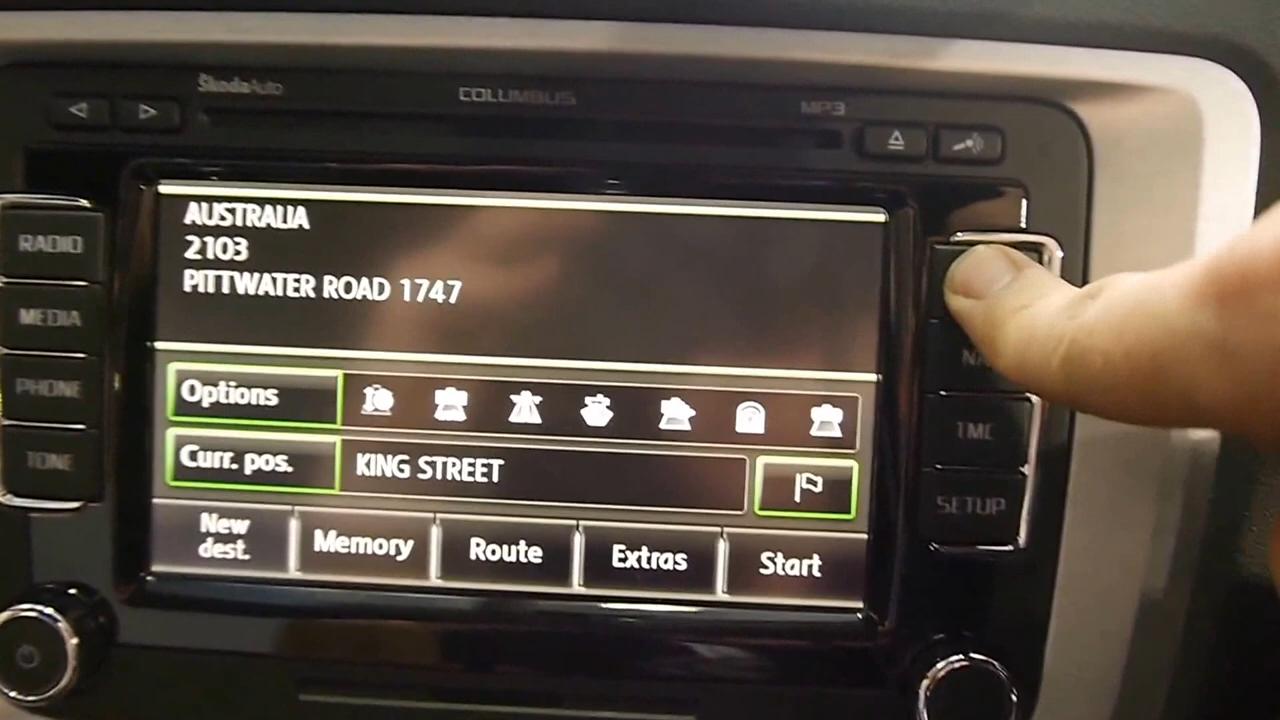 SkodaAuto
COLUMBUS
MP3
RADIO
MEDIA
PHONE
TONE
AUSTRALIA
2103
PITTWATER ROAD 1747
Options
Curr. pos.
KING STREET
New
dest.
Memory
Route
Extras
Start
TMC
SETUP